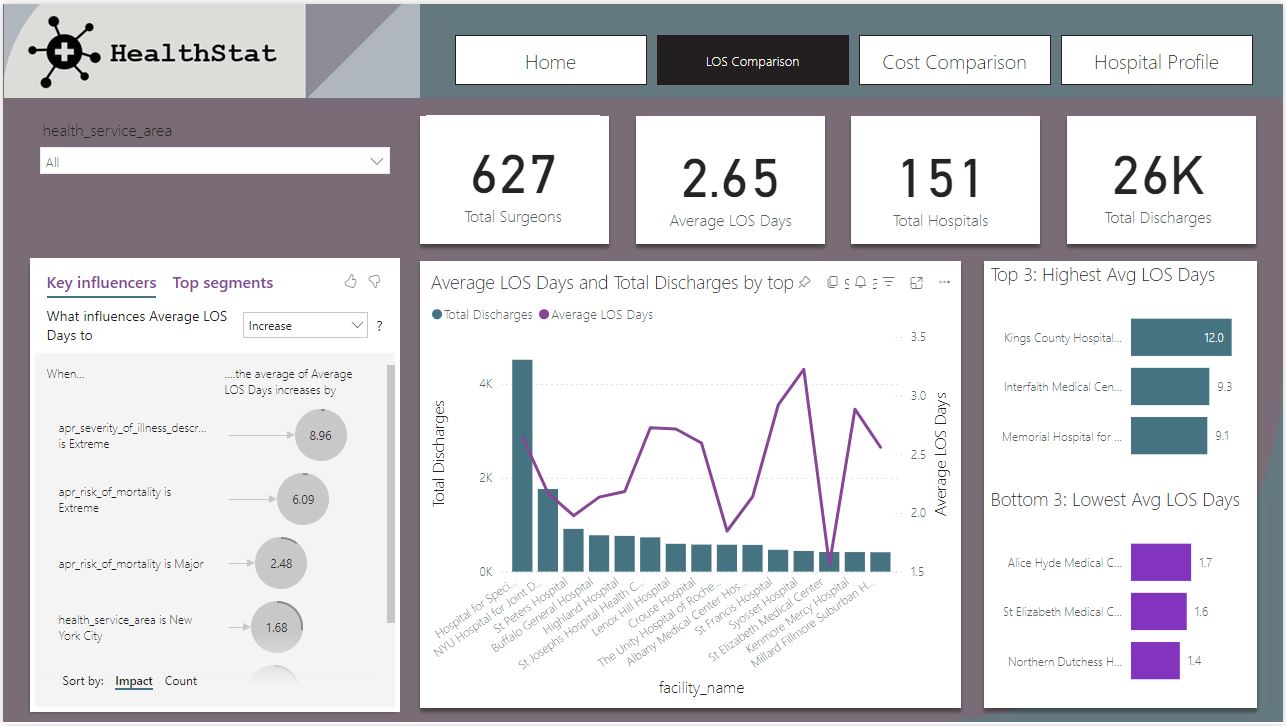 HealthStat
Home
LOS Comparison
Cost Comparison
Hospital Profile
health_service_area
All
627
Total Surgeons
2.65
Average LOS Days
151
Total Hospitals
26K
Total Discharges
Key influencers
Top segments
What influences Average LOS
Days to
Increase
?
When...
....the average of Average
LOS Days increases by
apr_severity_of_illness_descr...
is Extreme
8.96
apr_risk_of_mortality is
Extreme
6.09
apr_risk_of_mortality is Major
2.48
health_service_area is New
York City
1.68
Sort by:
Impact
Count
Average LOS Days and Total Discharges by top
Total Discharges
Average LOS Days
Total Discharges
4K
2K
0K
3.5
3.0
2.5
2.0
1.5
Average LOS Days
Hospital for Speci...
NYU Hospital for Joint D...
St Peters Hospital
Buffalo General Hospital
Highland Hospital
St Josephs Hospital Health C...
Lenox Hill Hospital
Crouse Hospital
The Unity Hospital of Roche...
Albany Medical Center Hos...
St Francis Hospital
Syosset Hospital
St Elizabeth Medical Center
Kenmore Mercy Hospital
Millard Fillmore Suburban H...
facility_name
Top 3: Highest Avg LOS Days
Kings County Hospital...
12.0
Interfaith Medical Cen...
9.3
Memorial Hospital for ...
9.1
Bottom 3: Lowest Avg LOS Days
Alice Hyde Medical C...
1.7
St Elizabeth Medical C...
1.6
Northern Dutchess H...
1.4